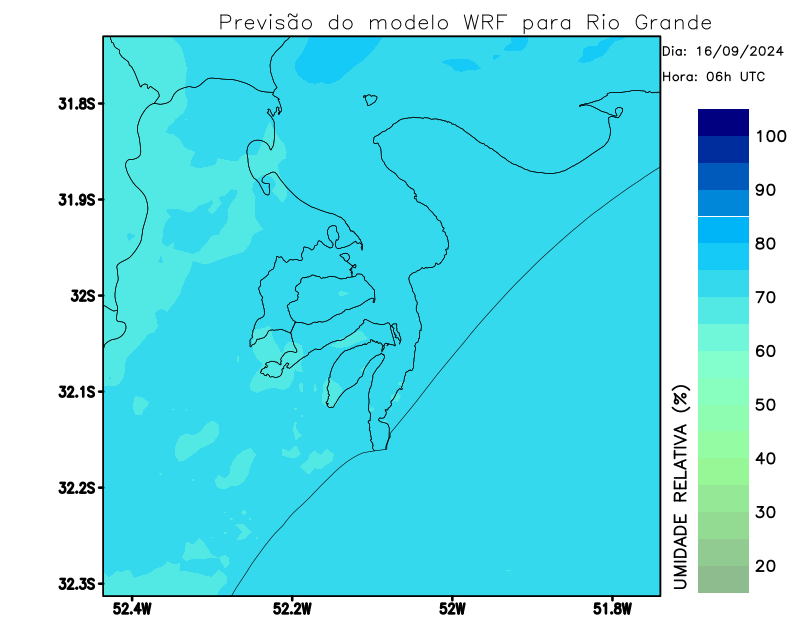 Previsão do modelo WRF para Rio Grande
Dia: 16/09/2024
Hora: 06h UTC
31.8S
31.9S
32S
32.1S
32.2S
32.3S
52.4W
52.2W
52W
51.8W
100
90
80
70
60
50
40
30
20
UMIDADE RELATIVA (%)